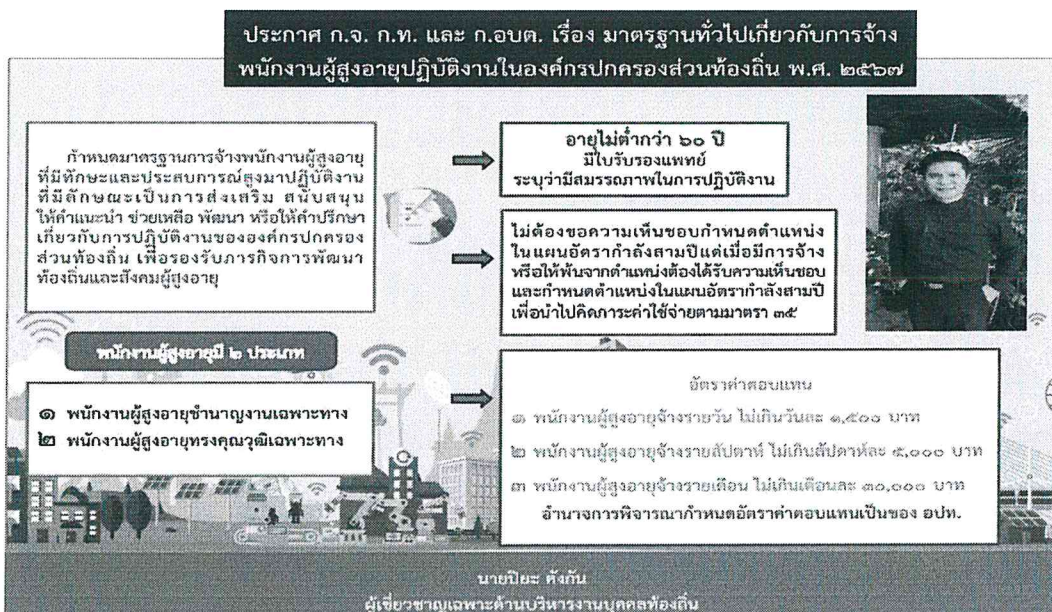 ประกาศ ก.จ. ก.ท. และ ก.อบต. เรื่อง มาตรฐานทั่วไปเกี่ยวกับการจ้าง
พนักงานผู้สูงอายุปฏิบัติงานในองค์กรปกครองส่วนท้องถิ่น พ.ศ. ๒๕๖๗
กำหนดมาตรฐานการจ้างพนักงานผู้สูงอายุ
ที่มีทักษะและประสบการณ์สูงมาปฏิบัติงาน
ที่มีลักษณะเป็นการส่งเสริม สนับสนุน
ให้คำแนะนำ ช่วยเหลือ พัฒนา หรือให้คำปรึกษา
เกี่ยวกับการปฏิบัติงานขององค์กรปกครอง
ส่วนท้องถิ่น เพื่อรองรับภารกิจการพัฒนา
ท้องถิ่นและสังคมผู้สูงอายุ
อายุไม่ต่ำกว่า ๖๐ ปี
มีใบรับรองแพทย์
ระบุว่ามีสมรรถภาพในการปฏิบัติงาน
ไม่ต้องขอความเห็นชอบกำหนดตำแหน่ง
ในแผนอัตรากำลังสามปีแต่เมื่อมีการจ้าง
หรือให้พ้นจากตำแหน่งต้องได้รับความเห็นชอบ
และกำหนดตำแหน่งในแผนอัตรากำลังสามปี
เพื่อนำไปคิดภาระค่าใช้จ่ายตามมาตรา ๓๕
พนักงานผู้สูงอายุมี ๒ ประเภท
๑ พนักงานผู้สูงอายุชำนาญงานเฉพาะทาง
๒ พนักงานผู้สูงอายุทรงคุณวุฒิเฉพาะทาง
อัตราค่าตอบแทน
๑ พนักงานผู้สูงอายุจ้างรายวัน ไม่เกินวันละ ๑,๕๐๐ บาท
๒ พนักงานผู้สูงอายุจ้างรายสัปดาห์ ไม่เกินสัปดาห์ละ ๕,๐๐๐ บาท
๓ พนักงานผู้สูงอายุจ้างรายเดือน ไม่เกินเดือนละ ๓๐,๐๐๐ บาท
อำนาจการพิจารณากำหนดอัตราค่าตอบแทนเป็นของ อปท.
นายปิยะ คังกัน
ผู้เชี่ยวชาญเฉพาะด้านบริหารงานบุคคลท้องถิ่น